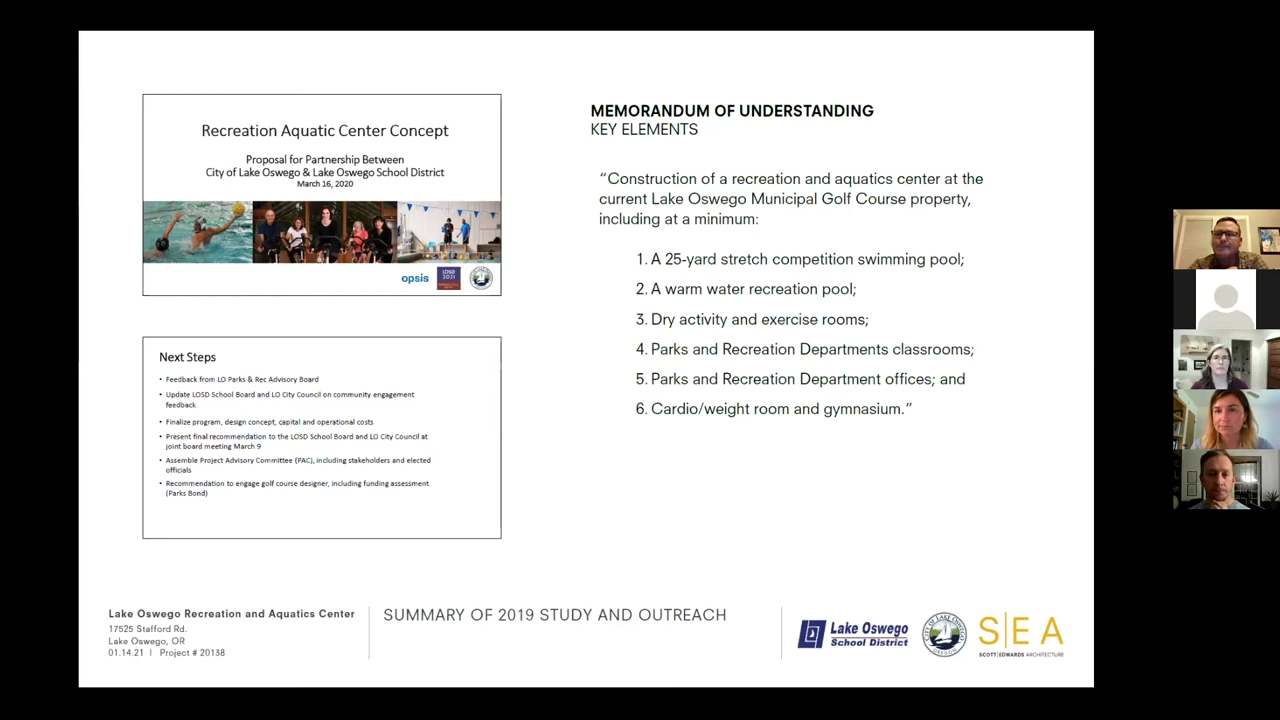 Recreation Aquatic Center Concept
Proposal for Partnership Between
City of Lake Oswego & Lake Oswego School District
March 16, 2020
opsis
LOSD
Next Steps
• Feedback from LO Parks & Rec Advisory Board
• Update LOSD School Board and LO City Council on community engagement
feedback
• Finalize program, design concept, capital and operational costs
• Present final recommendation to the LOSD School Board and LO City Council at
joint board meeting March 9
• Assemble Project Advisory Committee (PAC), including stakeholders and elected
officials
• Recommendation to engage golf course designer, including funding assessment
(Parks Bond)
MEMORANDUM OF UNDERSTANDING
KEY ELEMENTS
“Construction of a recreation and aquatics center at the
current Lake Oswego Municipal Golf Course property,
including at a minimum:
1. A 25-yard stretch competition swimming pool;
2. A warm water recreation pool;
3. Dry activity and exercise rooms;
4. Parks and Recreation Departments classrooms;
5. Parks and Recreation Department offices; and
6. Cardio/weight room and gymnasium.”
Lake Oswego Recreation and Aquatics Center
17525 Stafford Rd.
Lake Oswego, OR
01.14.21 | Project # 20138
SUMMARY OF 2019 STUDY AND OUTREACH
Lake Oswego
School District
CITY OF LAKE OSWEGO
OREGON
S|EA
SCOTT|EDWARDS ARCHITECTURE